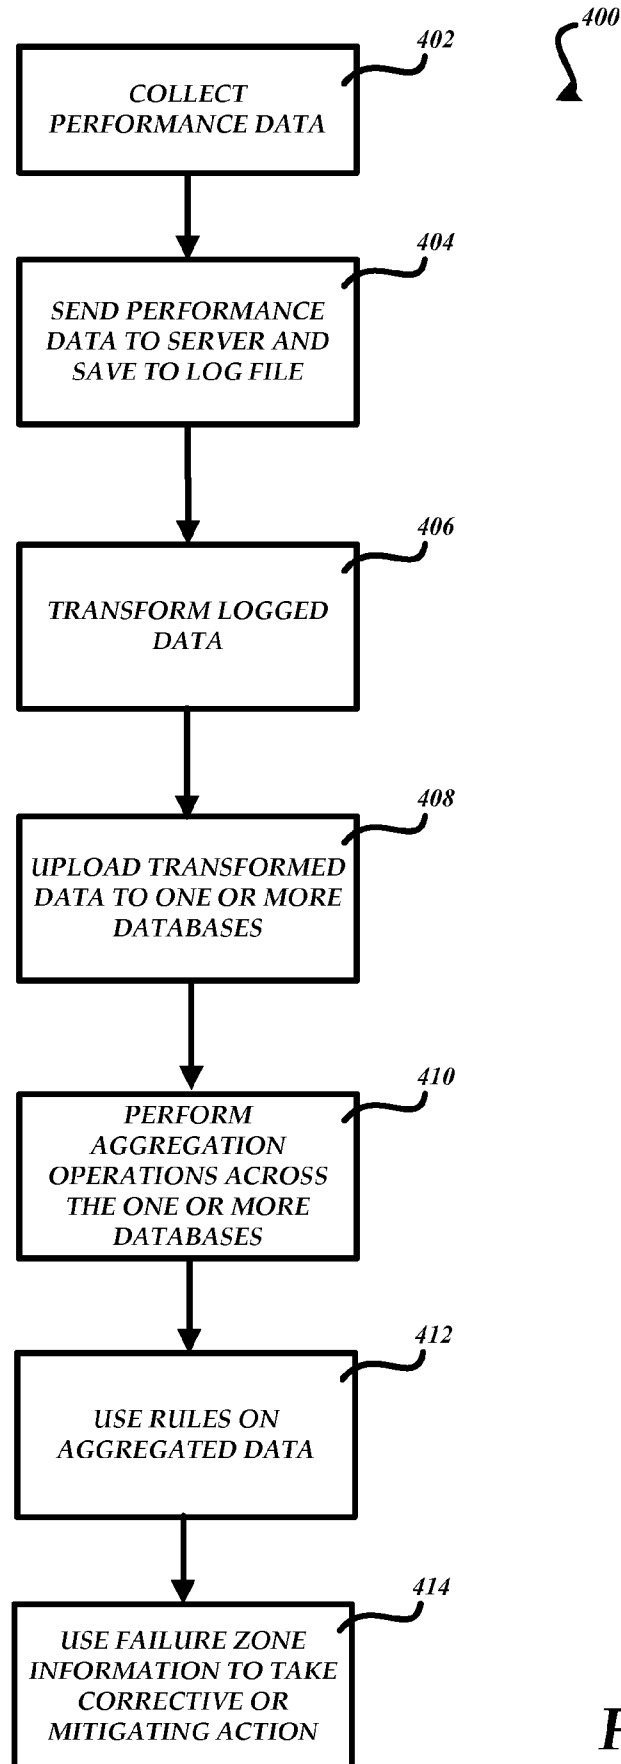 400
402
COLLECT
PERFORMANCE DATA
404
SEND PERFORMANCE
DATA TO SERVER AND
SAVE TO LOG FILE
406
TRANSFORM LOGGED
DATA
408
UPLOAD TRANSFORMED
DATA TO ONE OR MORE
DATABASES
410
PERFORM
AGGREGATION
OPERATIONS ACROSS
THE ONE OR MORE
DATABASES
412
USE RULES ON
AGGREGATED DATA
414
USE FAILURE ZONE
INFORMATION TO TAKE
CORRECTIVE OR
MITIGATING ACTION